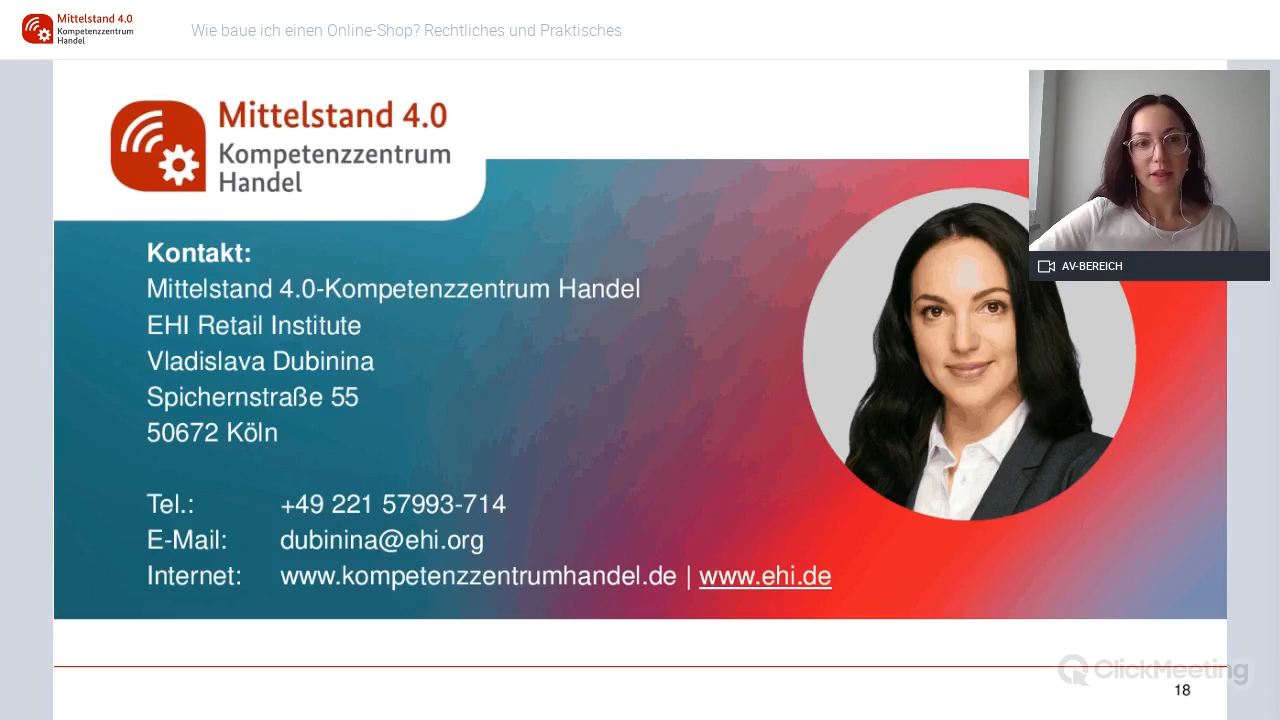 Mittelstand 4.0
Kompetenzzentrum
Handel
Wie baue ich einen Online-Shop? Rechtliches und Praktisches
Mittelstand 4.0
Kompetenzzentrum
Handel
AV-BEREICH
Kontakt:
Mittelstand 4.0-Kompetenzzentrum Handel
EHI Retail Institute
Vladislava Dubinina
Spichernstraße 55
50672 Köln
Tel.: +49 221 57993-714
E-Mail: dubinina@ehi.org
Internet: www.kompetenzzentrumhandel.de | www.ehi.de
ClickMeeting
18